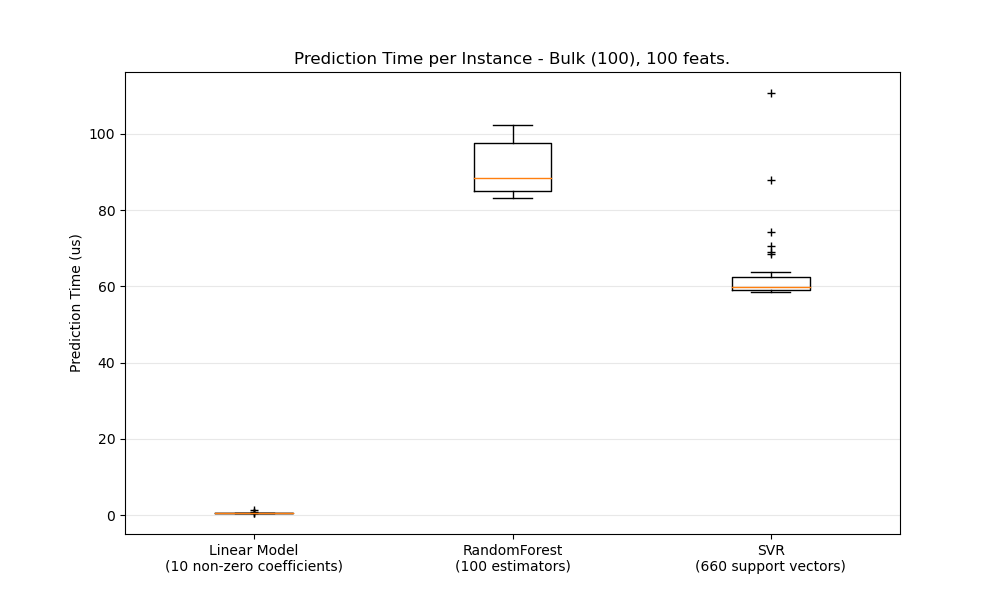 Prediction Time per Instance - Bulk (100), 100 feats.
Prediction Time (us)
100
80
60
40
20
0
Linear Model
(10 non-zero coefficients)
RandomForest
(100 estimators)
SVR
(660 support vectors)